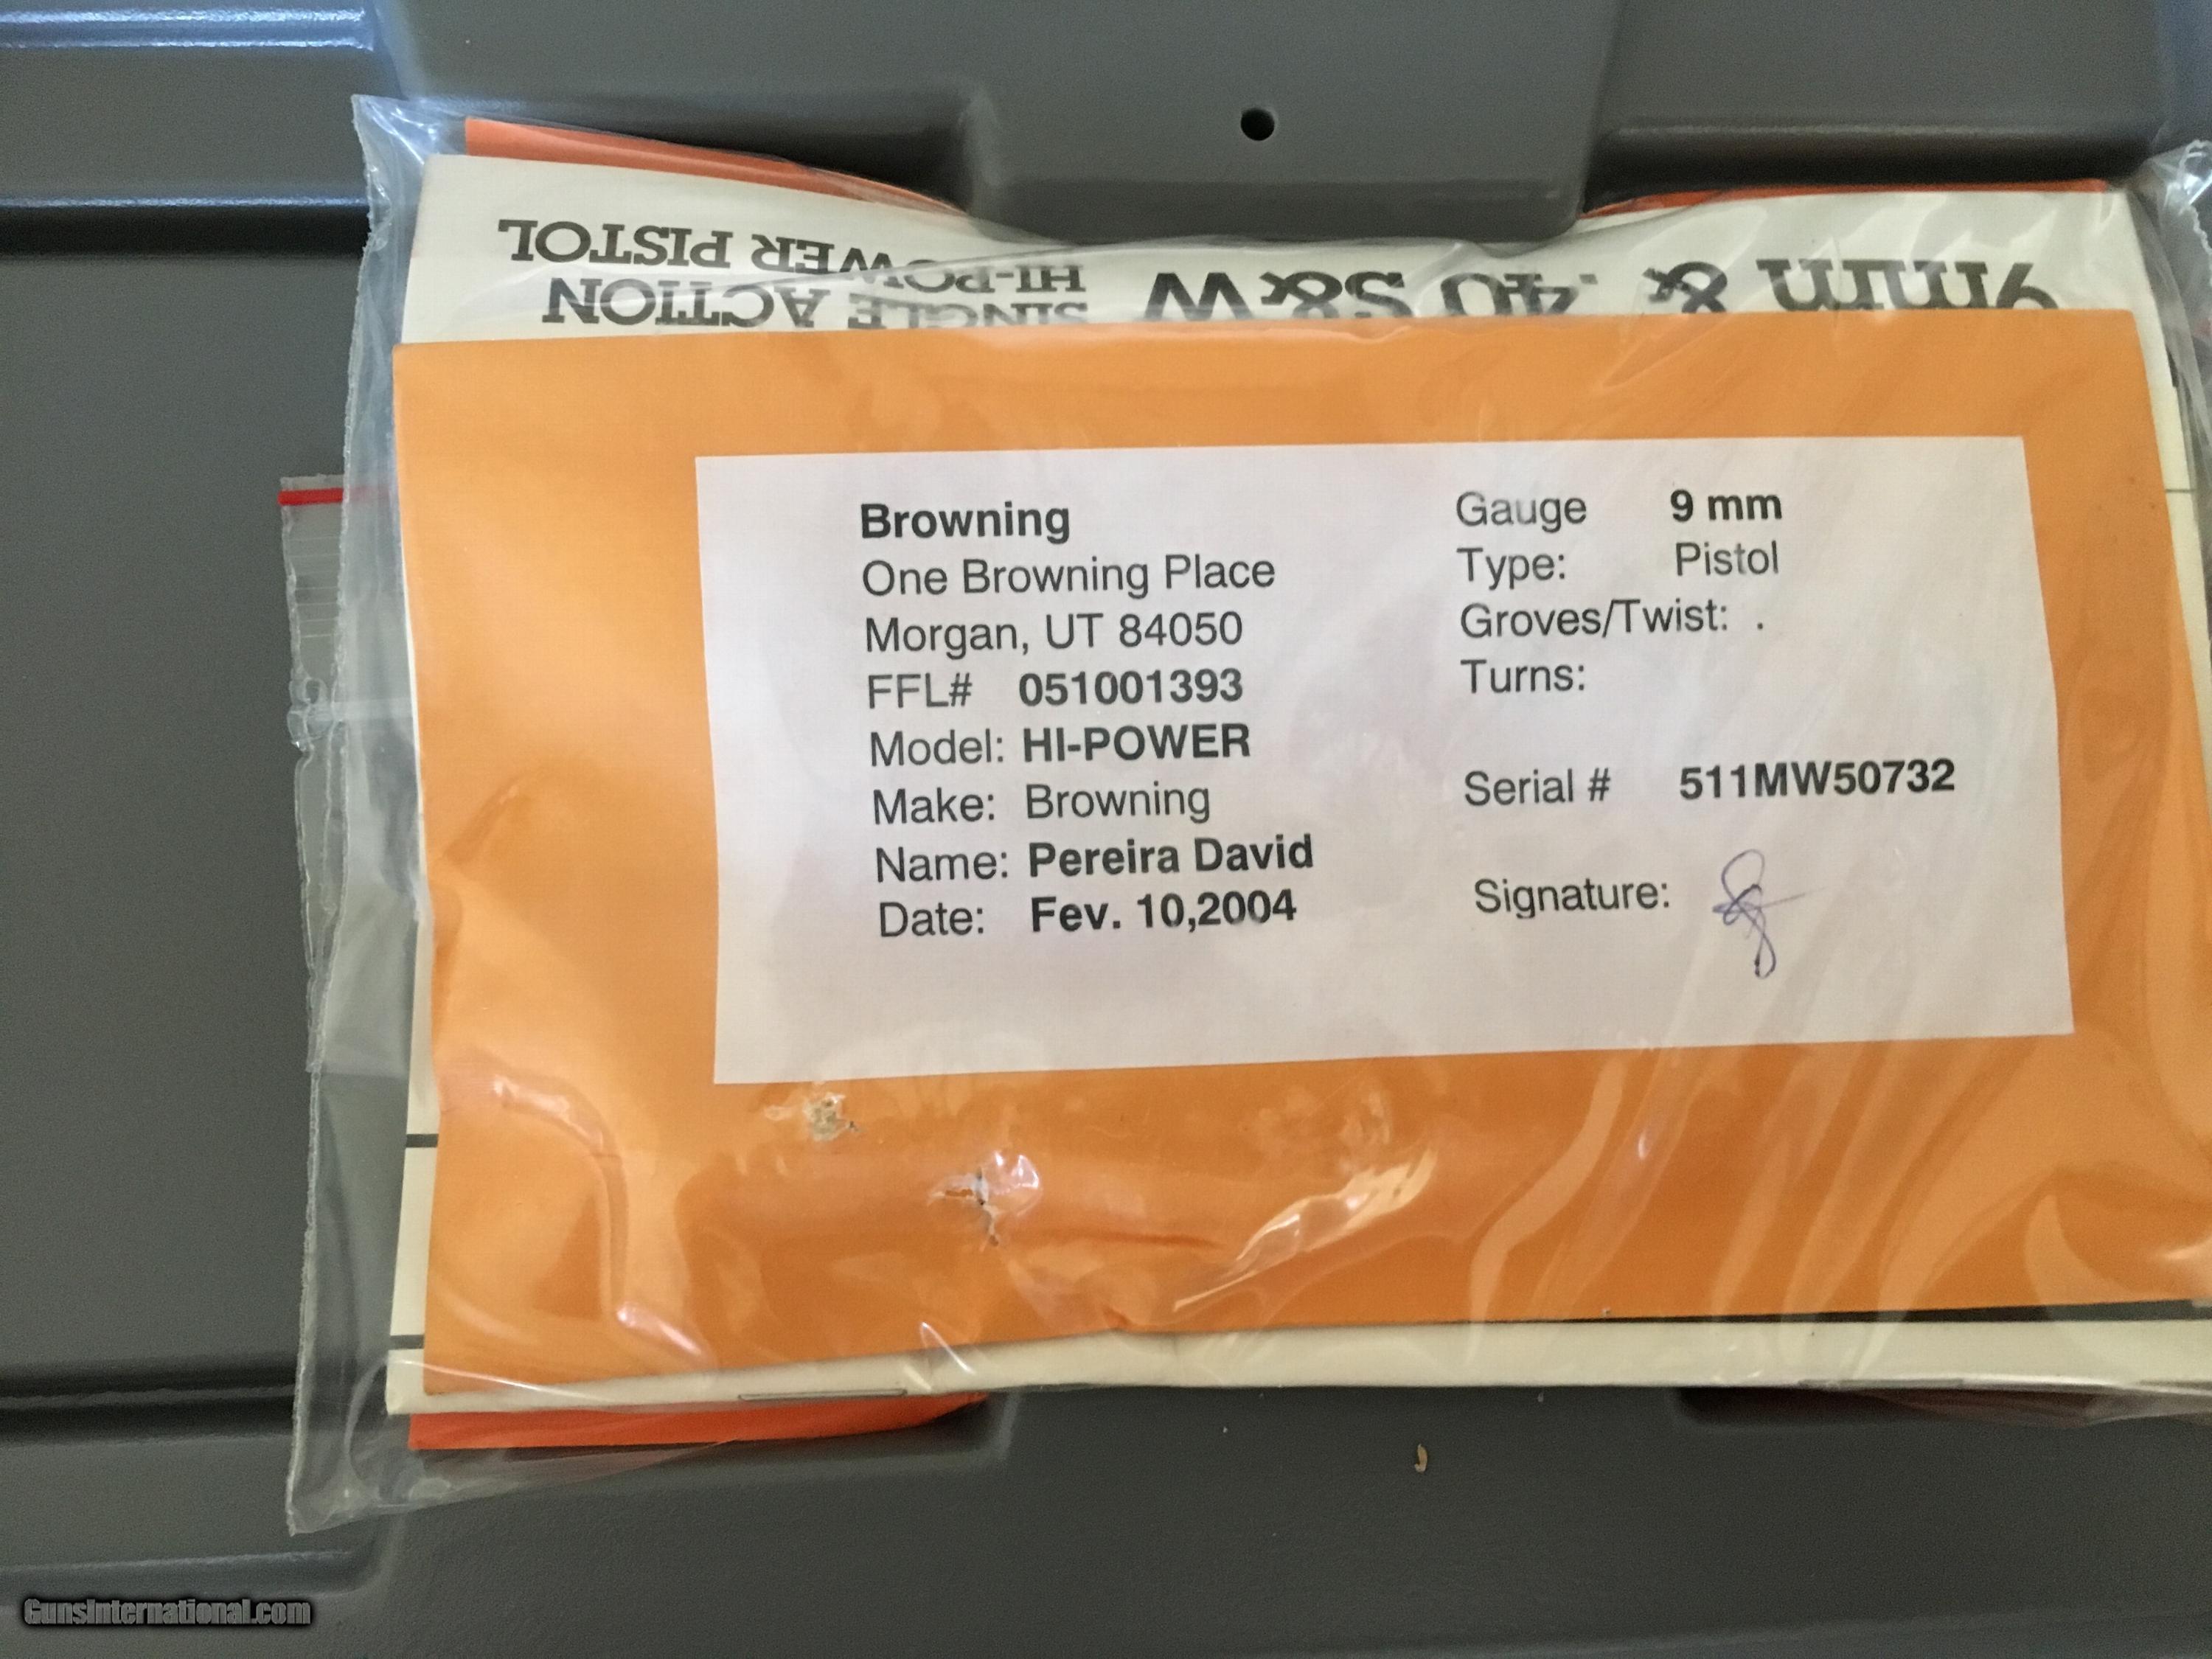 9mm & .40 S&W
SINGLE ACTION
HI-POWER PISTOL
Browning
One Browning Place
Morgan, UT 84050
FFL# 051001393
Model: HI-POWER
Make: Browning
Name: Pereira David
Date: Fev. 10,2004
Gauge 9 mm
Type: Pistol
Groves/Twist: .
Turns:
Serial # 511MW50732
Signature:
GunsInternational.com